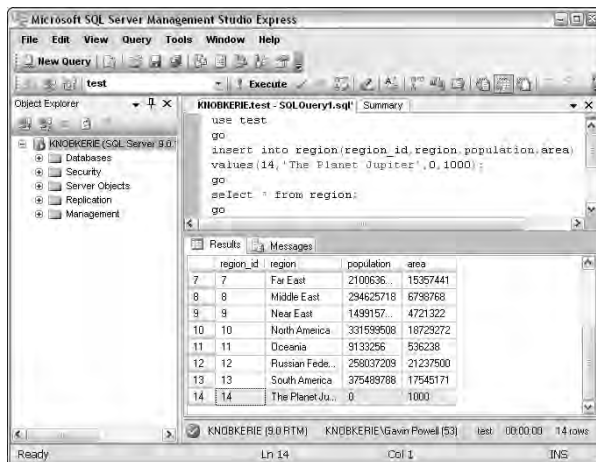 Microsoft SQL Server Management Studio Express
File Edit View Query Tools Window Help
New Query
test Execute
Object Explorer
KNOBKERIE.test - SQLQuery1.sql* Summary
KNOBKERIE (SQL Server 9.0
Databases
Security
Server Objects
Replication
Management
use test
go
insert into region(region_id,region,population,area)
values(14,'The Planet Jupiter',0,1000);
go
select * from region;
go
Results Messages
region_id region population area
7 7 Far East 2100636... 15357441
8 8 Middle East 294625718 6798768
9 9 Near East 1499157... 4721322
10 10 North America 331599508 18729272
11 11 Oceania 9133256 536238
12 12 Russian Fede... 258037209 21237500
13 13 South America 375489788 17545171
14 14 The Planet Ju... 0 1000
KNOBKERIE (9.0 RTM) KNOBKERIE\Gavin Powell (53) test 00:00:00 14 rows
Ready Ln 14 Col 1 INS